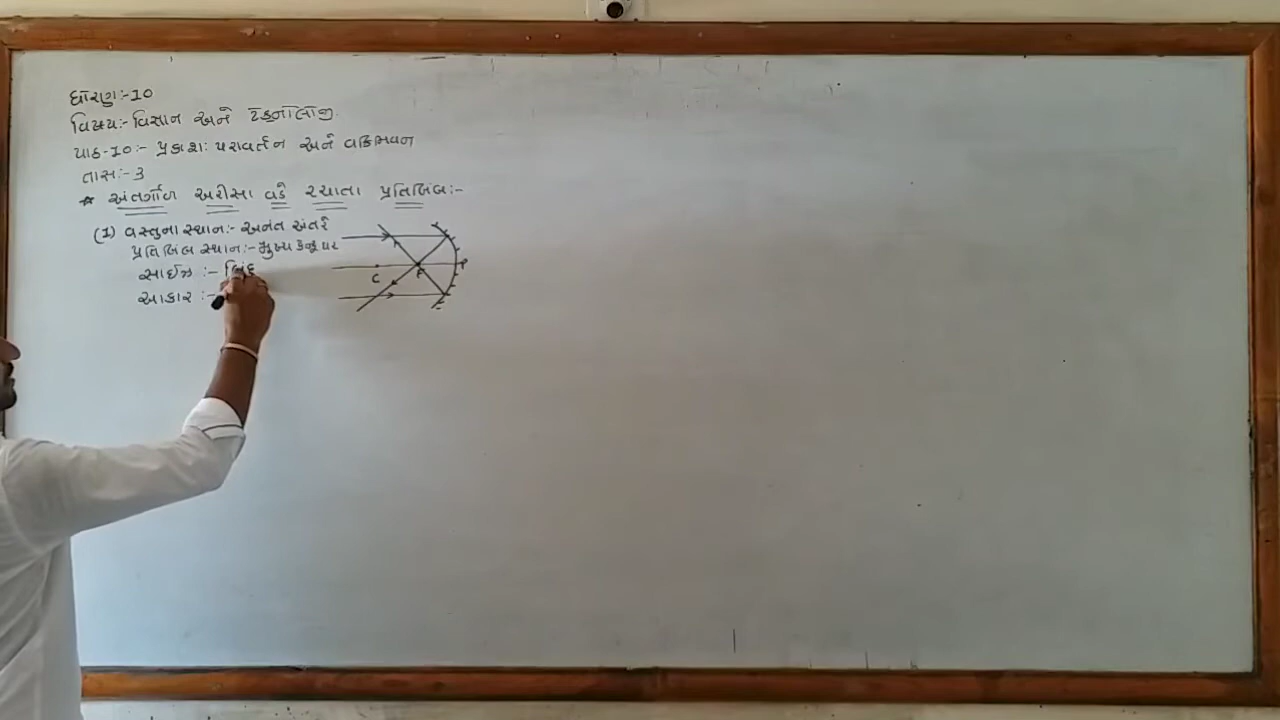 ધોરણ:-10
વિષય:- વિજ્ઞાન અને ટેકનોલોજી.
પાઠ-10:- પ્રકાશ: પરાવર્તન અને વક્રિભવન
તાસ:- 3
* અંતર્ગોળ અરીસા વડે રચાતા પ્રતિબિંબ:-
(1) વસ્તુના સ્થાન:- અનંત અંતરે
પ્રતિબિંબ સ્થાન:- મુખ્ય કેન્દ્ર પર
સાઈઝ :- બિંદુ
આકાર :-
C F P